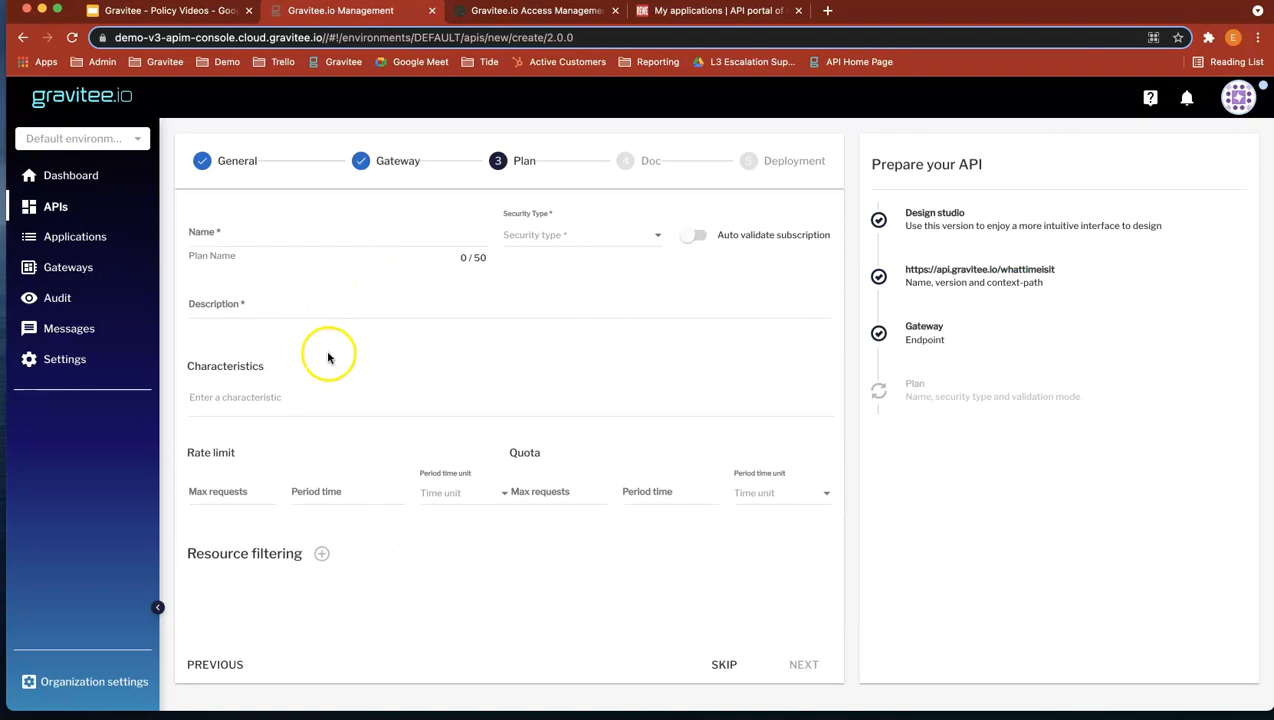 Gravitee - Policy Videos - Goo
Gravitee.io Management
Gravitee.io Access Managemen
My applications | API portal of
demo-v3-apim-console.cloud.gravitee.io//#!/environments/DEFAULT/apis/new/create/2.0.0
E
Apps
Admin
Gravitee
Demo
Trello
Gravitee
Google Meet
Tide
Active Customers
Reporting
L3 Escalation Sup...
API Home Page
Reading List
gravitee.io
Default environm...
Dashboard
APIs
Applications
Gateways
Audit
Messages
Settings
Organization settings
General
Gateway
3 Plan
4 Doc
5 Deployment
Name *
Security Type *
Security type *
Auto validate subscription
Plan Name
0 / 50
Description *
Characteristics
Enter a characteristic
Rate limit
Quota
Max requests
Period time
Period time unit
Time unit
Max requests
Period time
Period time unit
Time unit
Resource filtering
PREVIOUS
SKIP
NEXT
Prepare your API
Design studio
Use this version to enjoy a more intuitive interface to design
https://api.gravitee.io/whattimeisit
Name, version and context-path
Gateway
Endpoint
Plan
Name, security type and validation mode